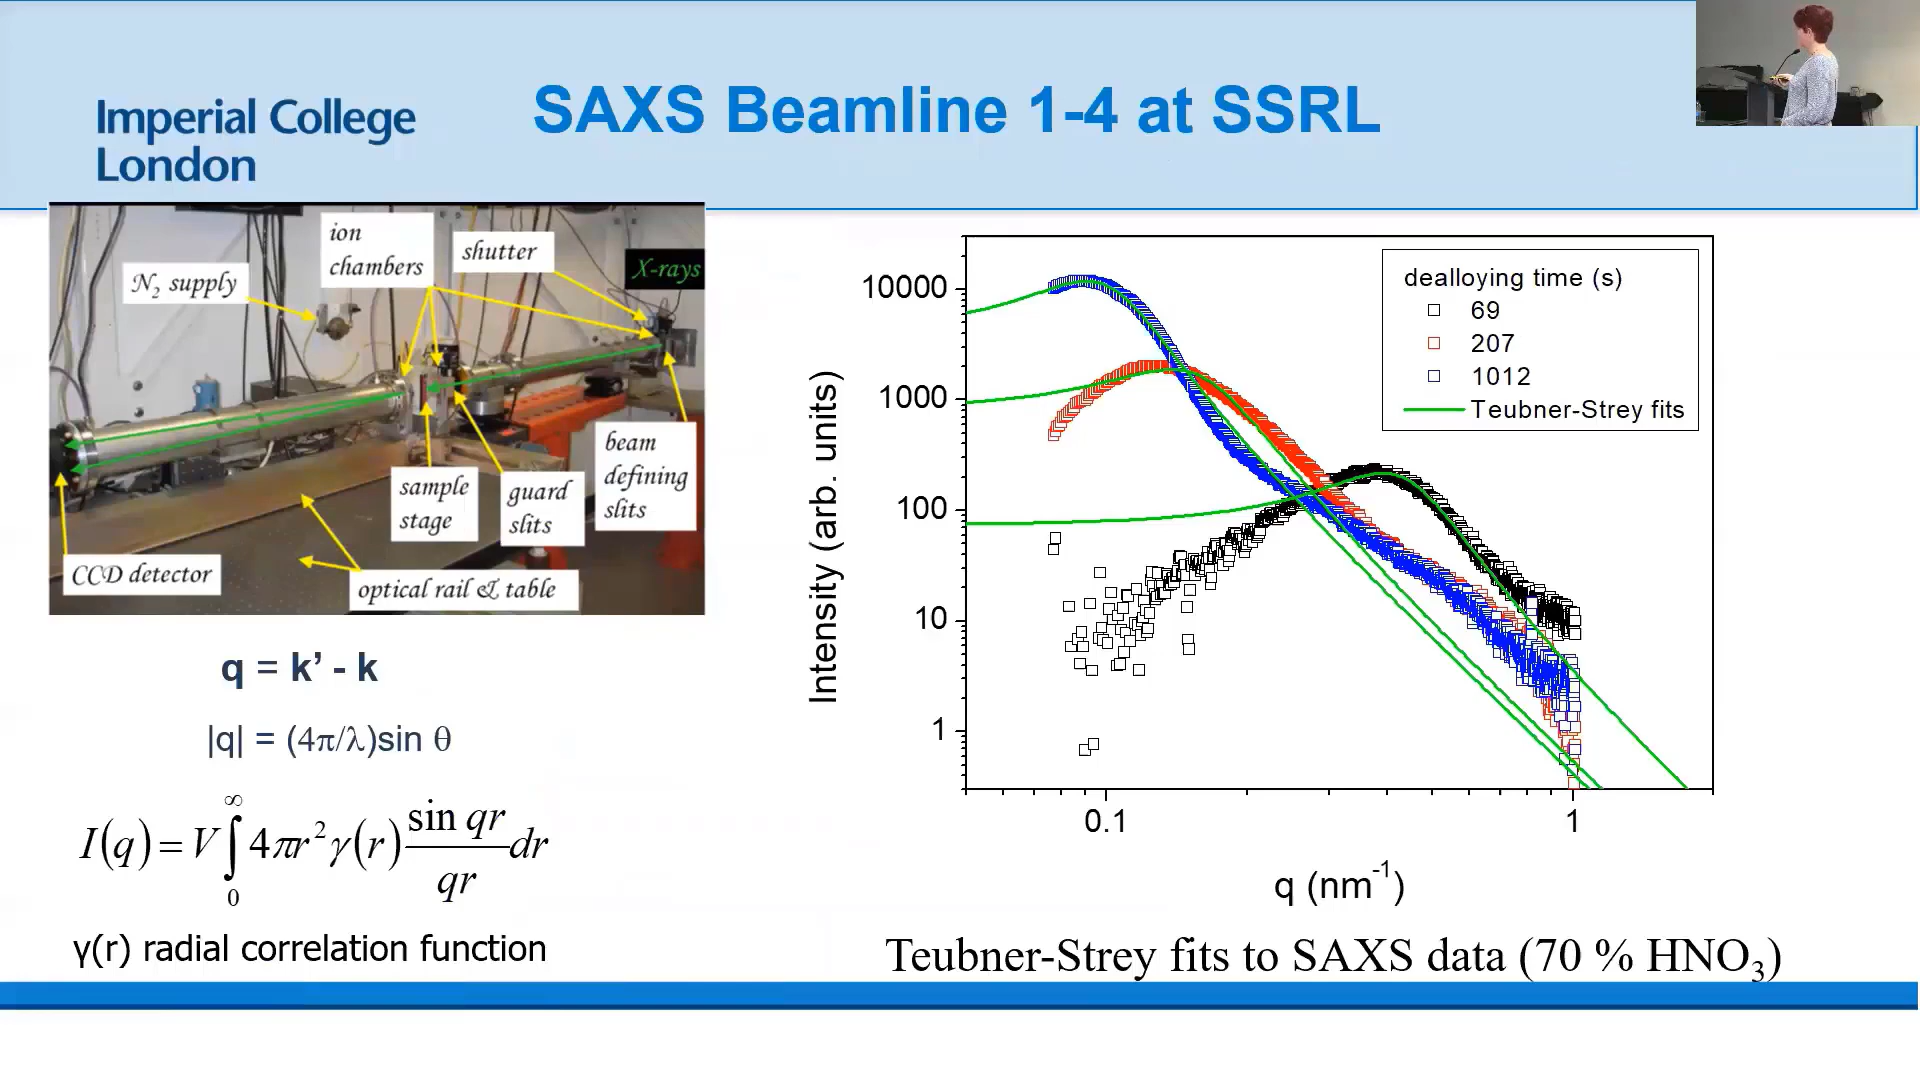 Imperial College
London
SAXS Beamline 1-4 at SSRL
ion
chambers
shutter
X-rays
N₂ supply
beam
defining
slits
sample
stage
guard
slits
CCD detector
optical rail & table
q = k’ - k
|q| = (4π/λ)sin θ
I(q) = V∫₀^∞ 4πr² γ(r) sin qr / qr dr
γ(r) radial correlation function
dealloying time (s)
69
207
1012
Teubner-Strey fits
10000
1000
100
10
1
Intensity (arb. units)
0.1
1
q (nm⁻¹)
Teubner-Strey fits to SAXS data (70 % HNO₃)